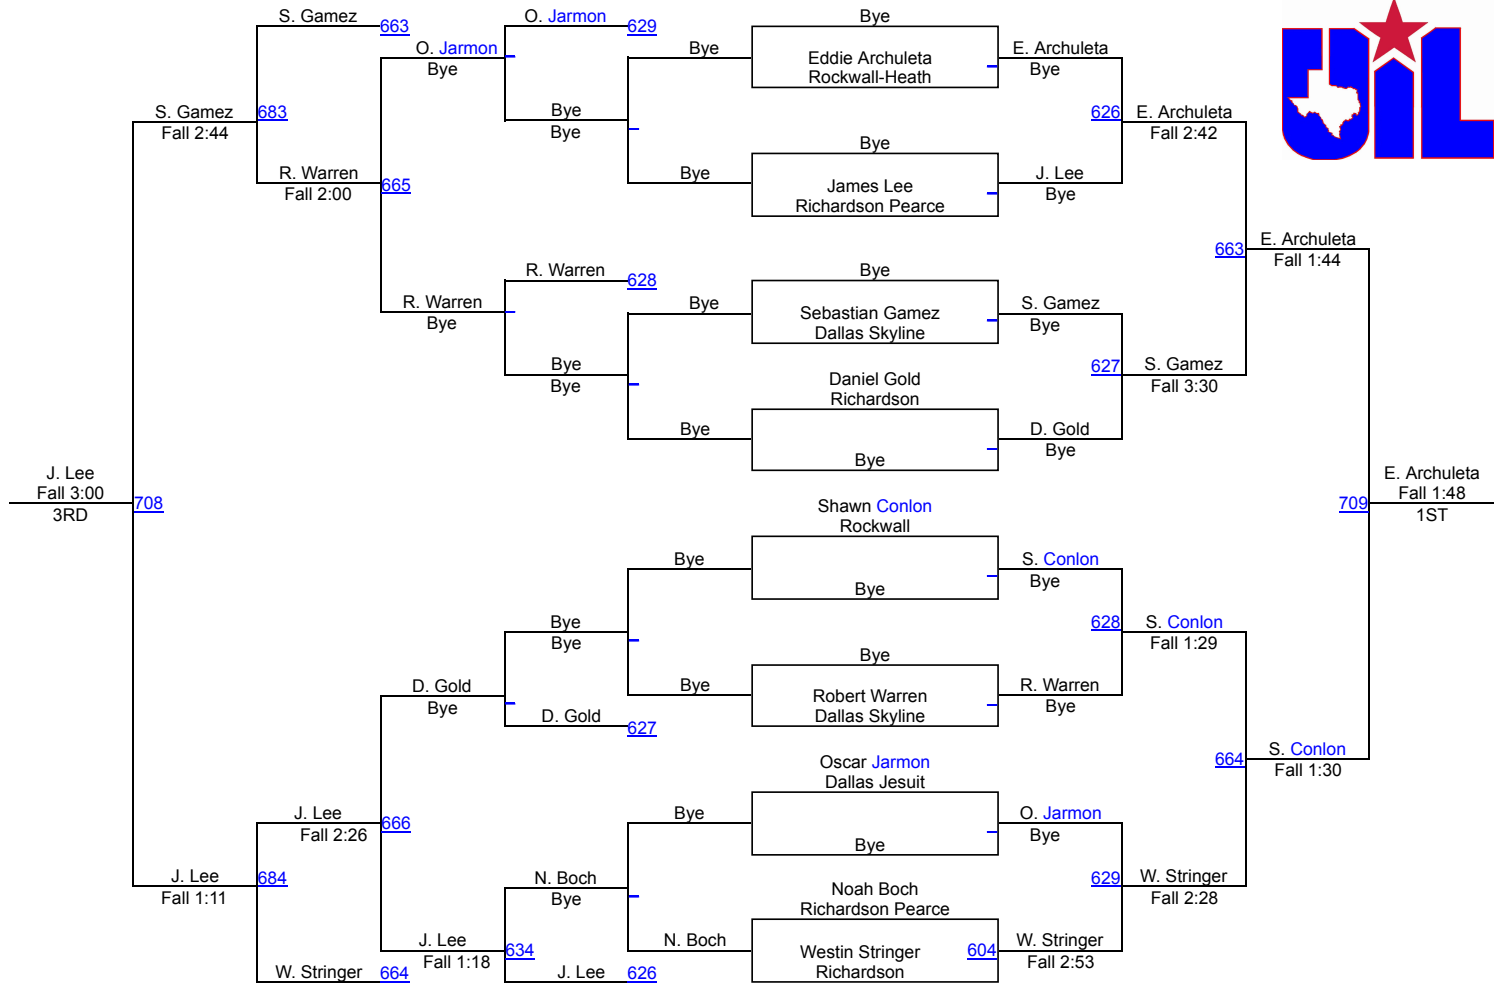 S. Gamez
663
O. Jarmon
629
Bye
UIL
O. Jarmon
Bye
Bye
Eddie Archuleta
Rockwall-Heath
E. Archuleta
Bye
S. Gamez
Fall 2:44
683
Bye
Bye
626
E. Archuleta
Fall 2:42
Bye
R. Warren
Fall 2:00
665
Bye
James Lee
Richardson Pearce
J. Lee
Bye
663
E. Archuleta
Fall 1:44
R. Warren
628
Bye
R. Warren
Bye
Bye
Sebastian Gamez
Dallas Skyline
S. Gamez
Bye
Bye
Bye
627
S. Gamez
Fall 3:30
Daniel Gold
Richardson
Bye
Bye
D. Gold
Bye
J. Lee
Fall 3:00
3RD
708
709
E. Archuleta
Fall 1:48
1ST
Shawn Conlon
Rockwall
Bye
Bye
S. Conlon
Bye
Bye
Bye
628
S. Conlon
Fall 1:29
Bye
D. Gold
Bye
Bye
Robert Warren
Dallas Skyline
R. Warren
Bye
D. Gold
627
664
S. Conlon
Fall 1:30
Oscar Jarmon
Dallas Jesuit
J. Lee
Fall 2:26
666
Bye
Bye
O. Jarmon
Bye
J. Lee
Fall 1:11
684
N. Boch
Bye
629
W. Stringer
Fall 2:28
Noah Boch
Richardson Pearce
J. Lee
Fall 1:18
634
N. Boch
Westin Stringer
Richardson
604
W. Stringer
Fall 2:53
W. Stringer
664
J. Lee
626